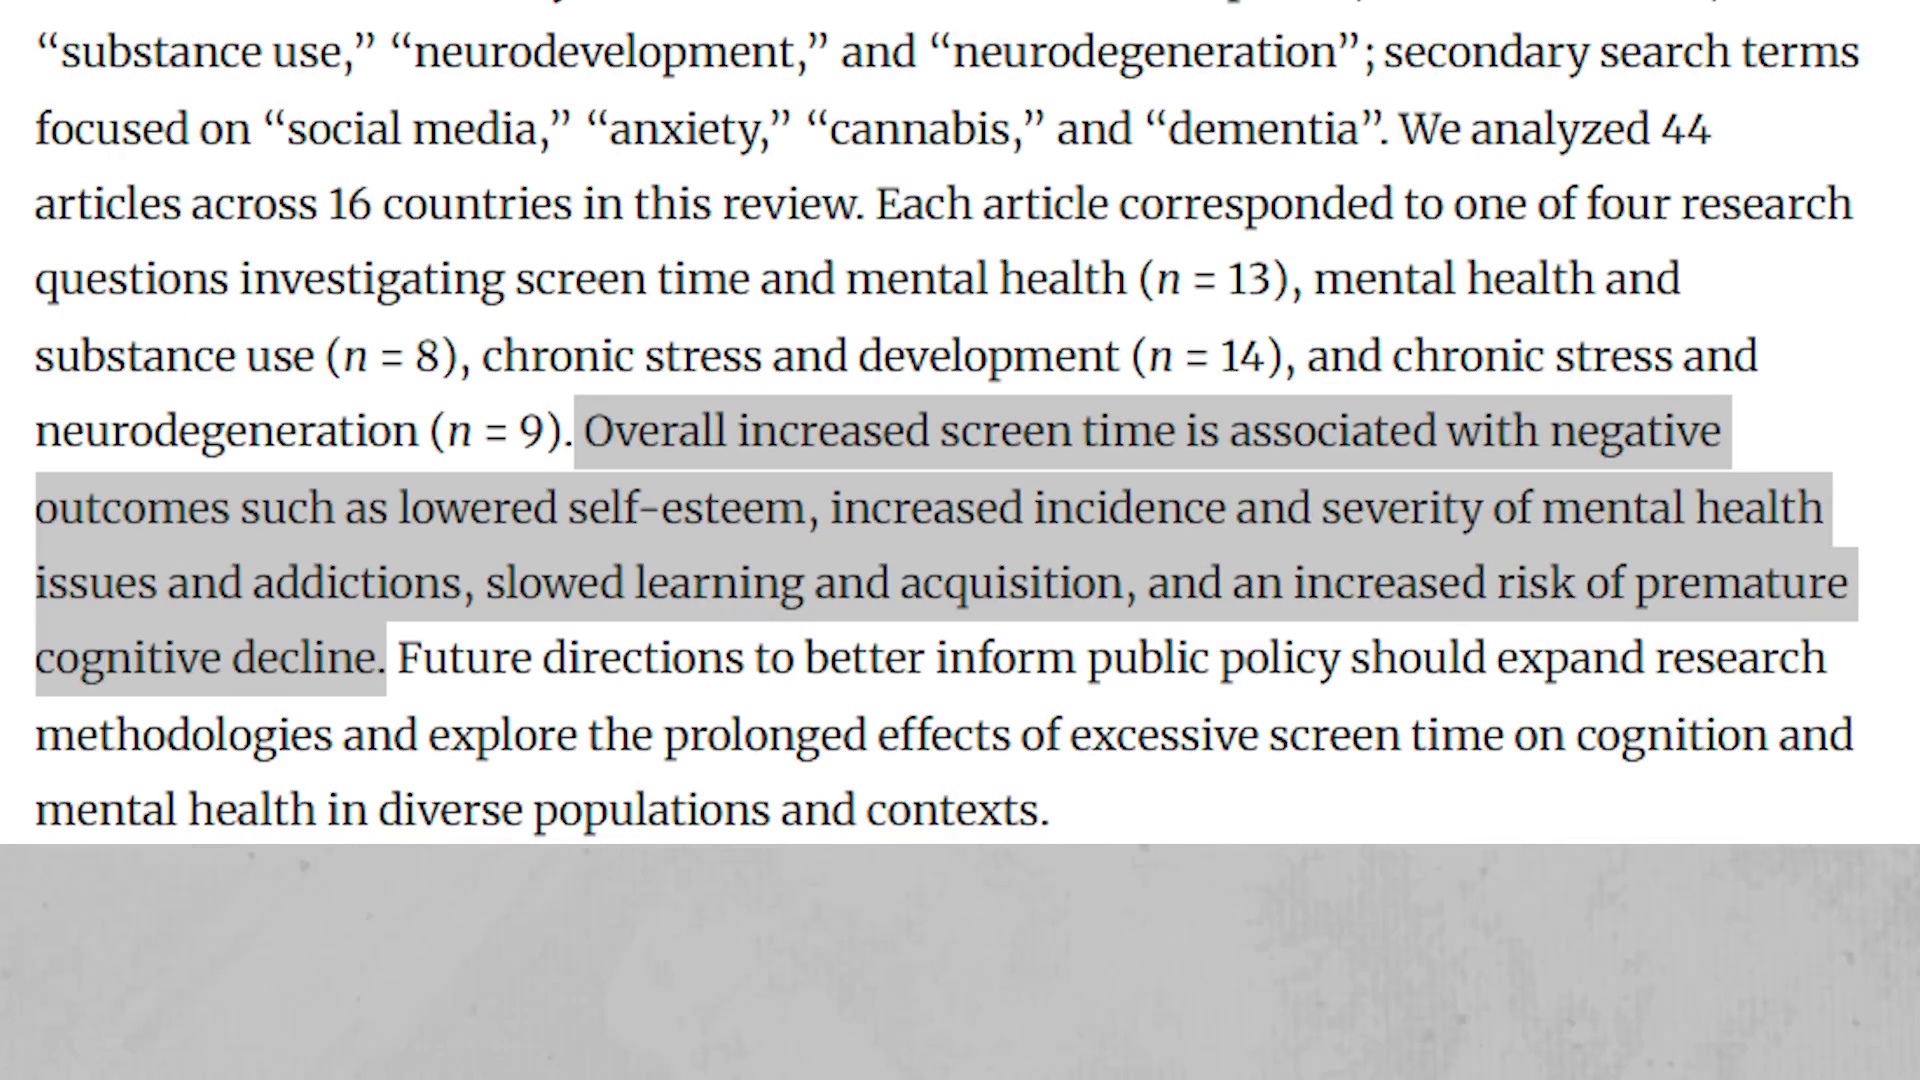 “substance use,” “neurodevelopment,” and “neurodegeneration”; secondary search terms
focused on “social media,” “anxiety,” “cannabis,” and “dementia”. We analyzed 44
articles across 16 countries in this review. Each article corresponded to one of four research
questions investigating screen time and mental health (n = 13), mental health and
substance use (n = 8), chronic stress and development (n = 14), and chronic stress and
neurodegeneration (n = 9). Overall increased screen time is associated with negative
outcomes such as lowered self-esteem, increased incidence and severity of mental health
issues and addictions, slowed learning and acquisition, and an increased risk of premature
cognitive decline. Future directions to better inform public policy should expand research
methodologies and explore the prolonged effects of excessive screen time on cognition and
mental health in diverse populations and contexts.